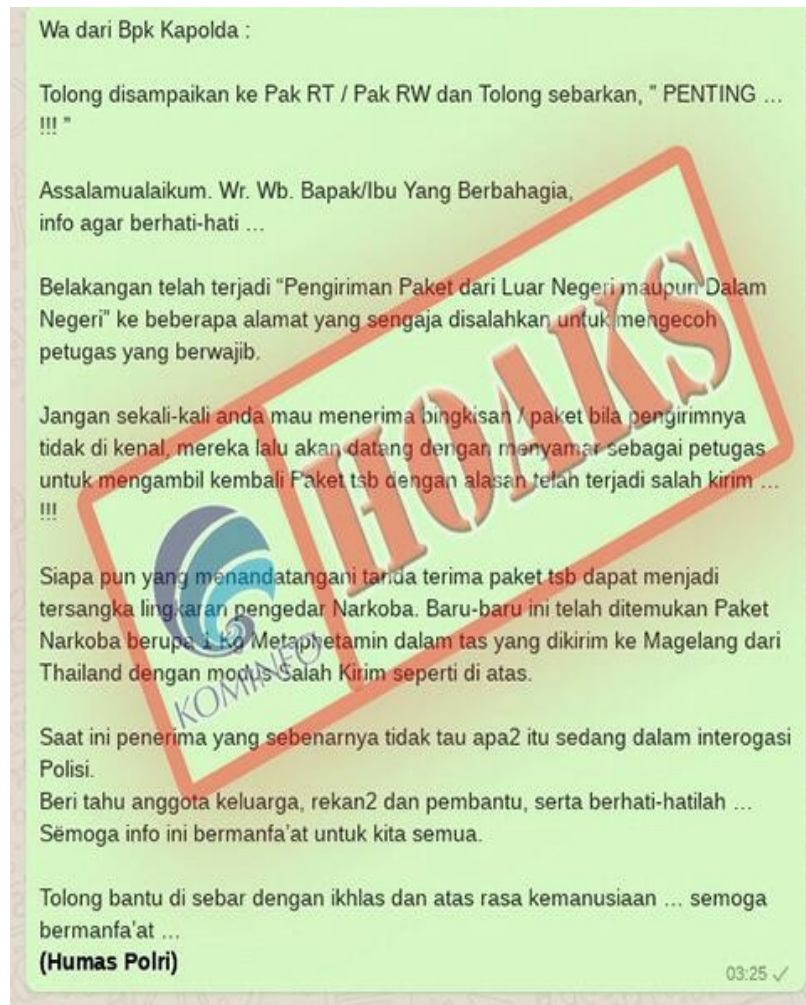 Wa dari Bpk Kapolda :
Tolong disampaikan ke Pak RT / Pak RW dan Tolong sebarkan, " PENTING ...
!!! "
Assalamualaikum. Wr. Wb. Bapak/Ibu Yang Berbahagia,
info agar berhati-hati ...
Belakangan telah terjadi “Pengiriman Paket dari Luar Negeri maupun Dalam
Negeri” ke beberapa alamat yang sengaja disalahkan untuk mengecoh
petugas yang berwajib.
Jangan sekali-kali anda mau menerima bingkisan / paket bila pengirimnya
tidak di kenal, mereka lalu akan datang dengan menyamar sebagai petugas
untuk mengambil kembali Paket tsb dengan alasan telah terjadi salah kirim ...
!!!
Siapa pun yang menandatangani tanda terima paket tsb dapat menjadi
tersangka lingkaran pengedar Narkoba. Baru-baru ini telah ditemukan Paket
Narkoba berupa 1 Kg Metaphetamin dalam tas yang dikirim ke Magelang dari
Thailand dengan modus Salah Kirim seperti di atas.
Saat ini penerima yang sebenarnya tidak tau apa2 itu sedang dalam interogasi
Polisi.
Beri tahu anggota keluarga, rekan2 dan pembantu, serta berhati-hatilah ...
Sëmoga info ini bermanfa'at untuk kita semua.
Tolong bantu di sebar dengan ikhlas dan atas rasa kemanusiaan ... semoga
bermanfa'at ...
(Humas Polri)
03:25
HOAKS
KOMINFO